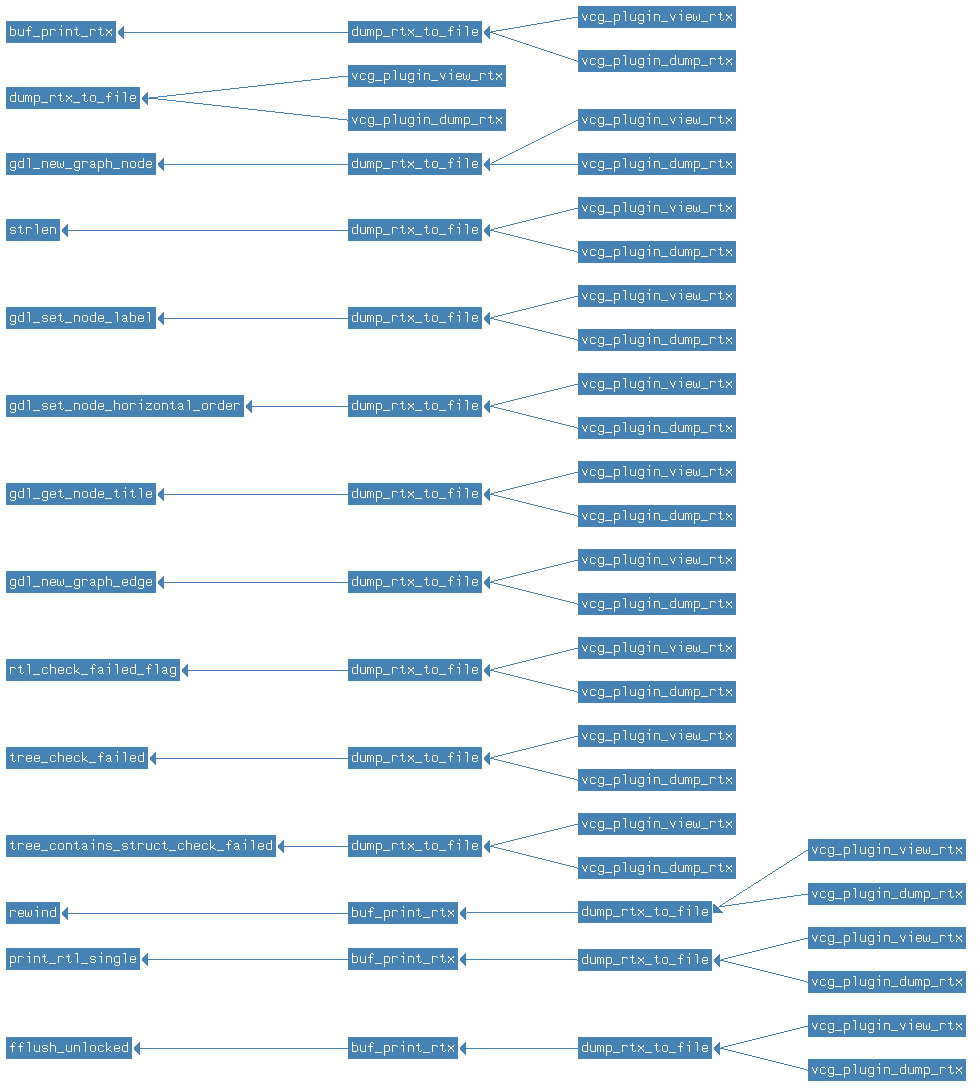 buf_print_rtx
dump_rtx_to_file
vcg_plugin_view_rtx
vcg_plugin_dump_rtx
dump_rtx_to_file
vcg_plugin_view_rtx
vcg_plugin_dump_rtx
gdl_new_graph_node
dump_rtx_to_file
vcg_plugin_view_rtx
vcg_plugin_dump_rtx
strlen
dump_rtx_to_file
vcg_plugin_view_rtx
vcg_plugin_dump_rtx
gdl_set_node_label
dump_rtx_to_file
vcg_plugin_view_rtx
vcg_plugin_dump_rtx
gdl_set_node_horizontal_order
dump_rtx_to_file
vcg_plugin_view_rtx
vcg_plugin_dump_rtx
gdl_get_node_title
dump_rtx_to_file
vcg_plugin_view_rtx
vcg_plugin_dump_rtx
gdl_new_graph_edge
dump_rtx_to_file
vcg_plugin_view_rtx
vcg_plugin_dump_rtx
rtl_check_failed_flag
dump_rtx_to_file
vcg_plugin_view_rtx
vcg_plugin_dump_rtx
tree_check_failed
dump_rtx_to_file
vcg_plugin_view_rtx
vcg_plugin_dump_rtx
tree_contains_struct_check_failed
dump_rtx_to_file
vcg_plugin_view_rtx
vcg_plugin_dump_rtx
rewind
buf_print_rtx
dump_rtx_to_file
vcg_plugin_view_rtx
vcg_plugin_dump_rtx
print_rtl_single
buf_print_rtx
dump_rtx_to_file
vcg_plugin_view_rtx
vcg_plugin_dump_rtx
fflush_unlocked
buf_print_rtx
dump_rtx_to_file
vcg_plugin_view_rtx
vcg_plugin_dump_rtx